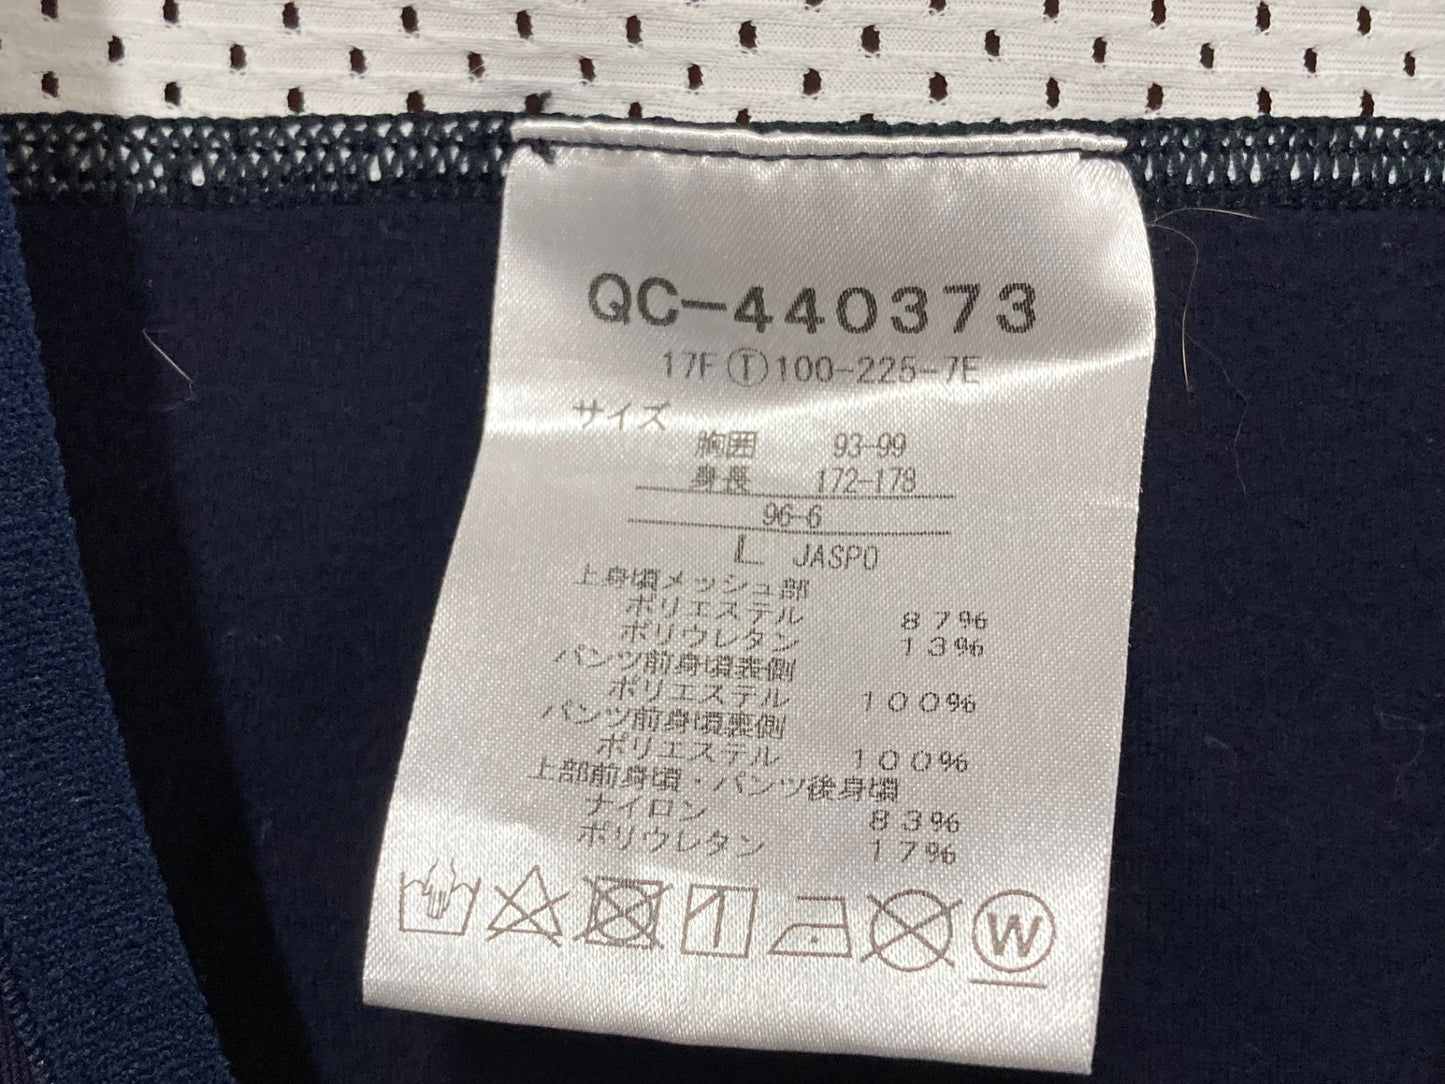 QC-440373
17F Ⓣ 100-225-7E
サイズ
胸囲 93-99
身長 172-178
96-6
L JASPO
上身頃メッシュ部
ポリエステル 87%
ポリウレタン 13%
パンツ前身頃表側
ポリエステル 100%
パンツ前身頃裏側
ポリエステル 100%
上部前身頃・パンツ後身頃
ナイロン 83%
ポリウレタン 17%
W